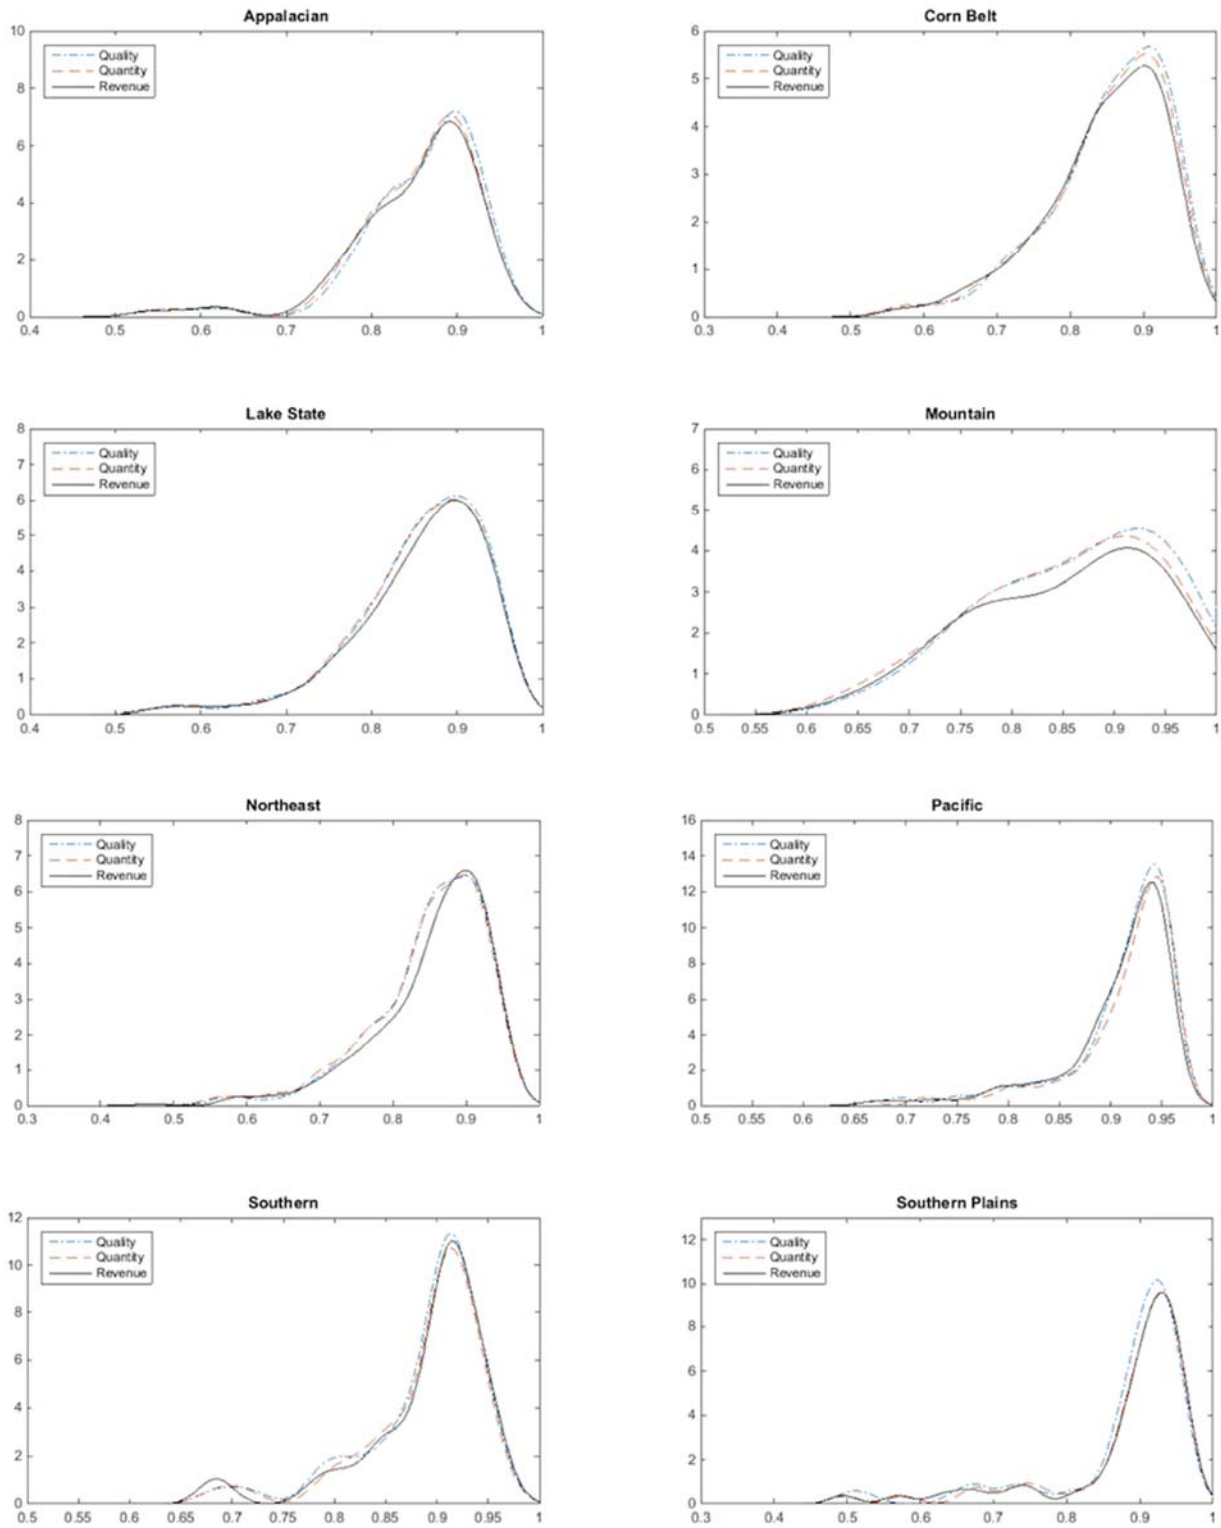 Appalacian
10
8
6
4
2
0
Quality
Quantity
Revenue
0.4 0.5 0.6 0.7 0.8 0.9 1
Corn Belt
6
5
4
3
2
1
0
Quality
Quantity
Revenue
0.3 0.4 0.5 0.6 0.7 0.8 0.9 1
Lake State
8
7
6
5
4
3
2
1
0
Quality
Quantity
Revenue
0.4 0.5 0.6 0.7 0.8 0.9 1
Mountain
7
6
5
4
3
2
1
0
Quality
Quantity
Revenue
0.5 0.55 0.6 0.65 0.7 0.75 0.8 0.85 0.9 0.95 1
Northeast
8
7
6
5
4
3
2
1
0
Quality
Quantity
Revenue
0.3 0.4 0.5 0.6 0.7 0.8 0.9 1
Pacific
16
14
12
10
8
6
4
2
0
Quality
Quantity
Revenue
0.5 0.55 0.6 0.65 0.7 0.75 0.8 0.85 0.9 0.95 1
Southern
12
10
8
6
4
2
0
Quality
Quantity
Revenue
0.5 0.55 0.6 0.65 0.7 0.75 0.8 0.85 0.9 0.95 1
Southern Plains
12
10
8
6
4
2
0
Quality
Quantity
Revenue
0.3 0.4 0.5 0.6 0.7 0.8 0.9 1